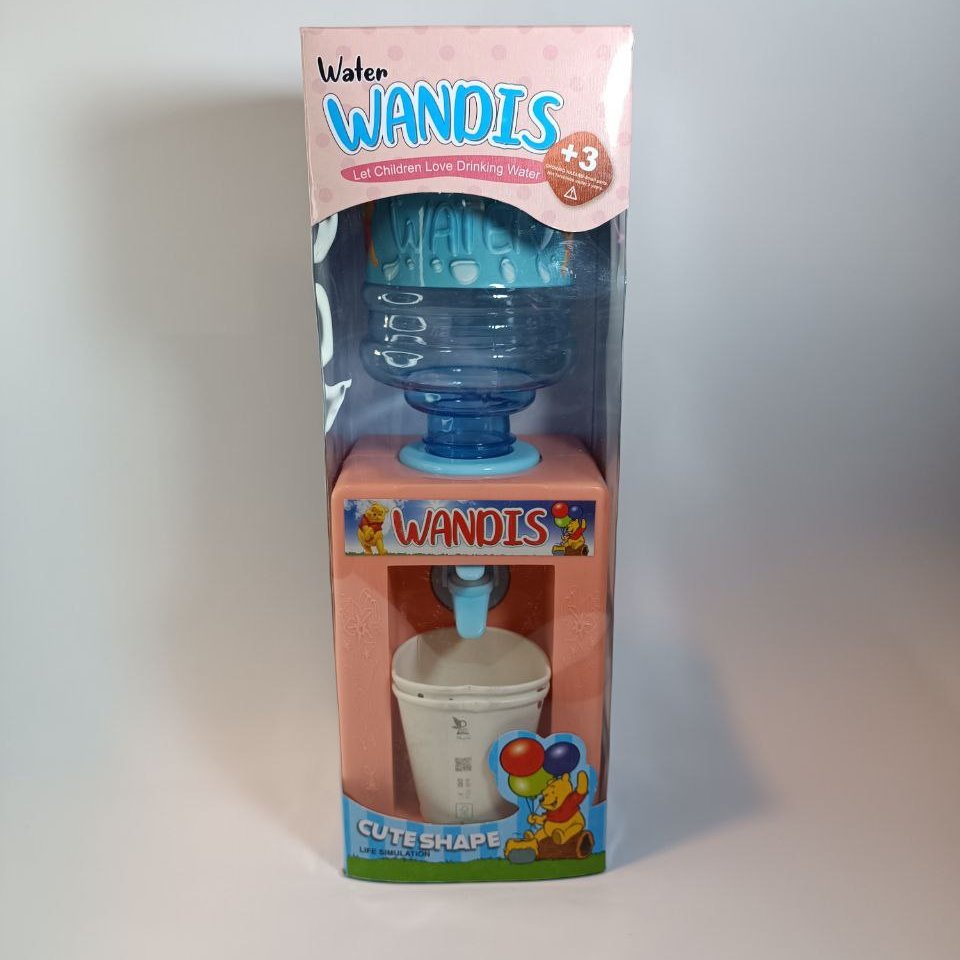 Water
WANDIS
Let Children Love Drinking Water
+3
WATER
WANDIS
CUTE SHAPE
LIFE SIMULATION